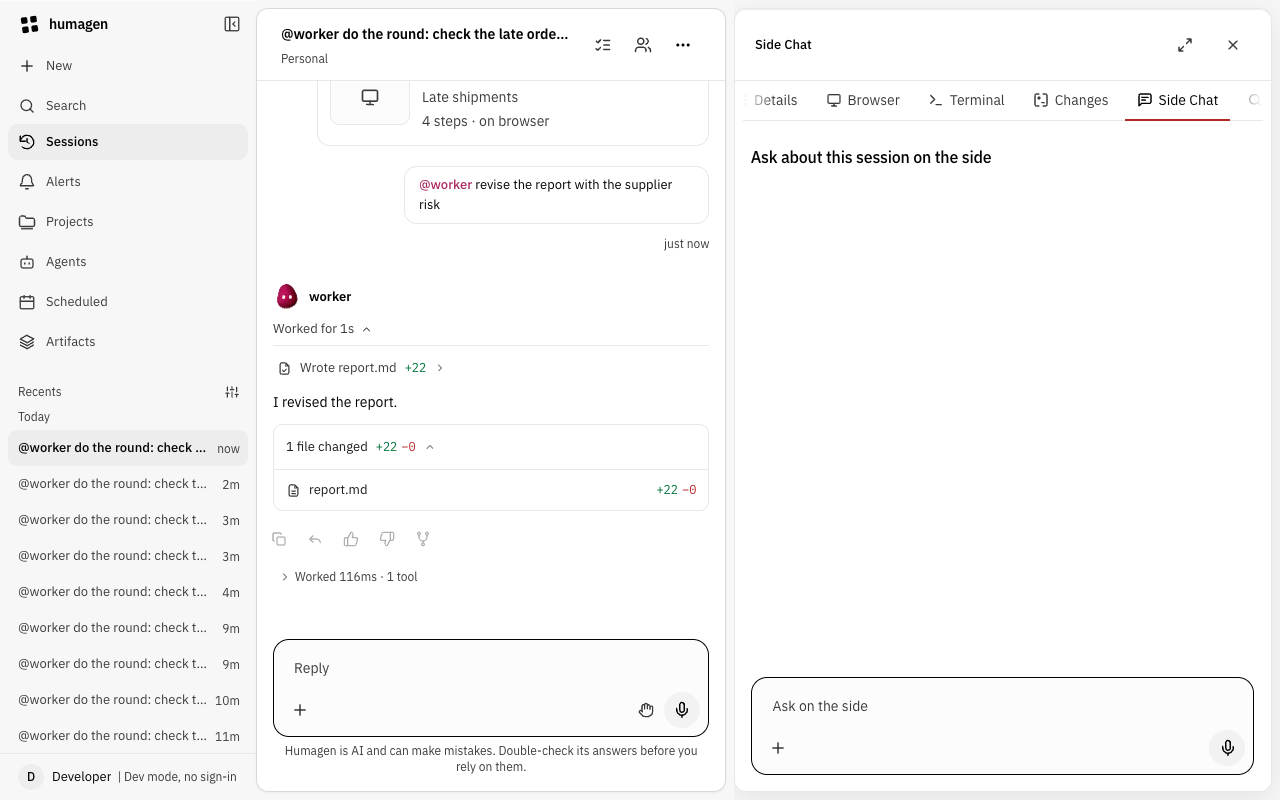 humagen
New
Search
Sessions
Alerts
Projects
Agents
Scheduled
Artifacts
Recents
Today
@worker do the round: check ... now
@worker do the round: check t... 2m
@worker do the round: check t... 3m
@worker do the round: check t... 3m
@worker do the round: check t... 4m
@worker do the round: check t... 9m
@worker do the round: check t... 9m
@worker do the round: check t... 10m
@worker do the round: check t... 11m
D Developer | Dev mode, no sign-in
@worker do the round: check the late orde...
Personal
Late shipments
4 steps · on browser
@worker revise the report with the supplier
risk
just now
worker
Worked for 1s
Wrote report.md +22
I revised the report.
1 file changed +22 −0
report.md +22 −0
Worked 116ms · 1 tool
Reply
Humagen is AI and can make mistakes. Double-check its answers before you
rely on them.
Side Chat
Details Browser Terminal Changes Side Chat
Ask about this session on the side
Ask on the side